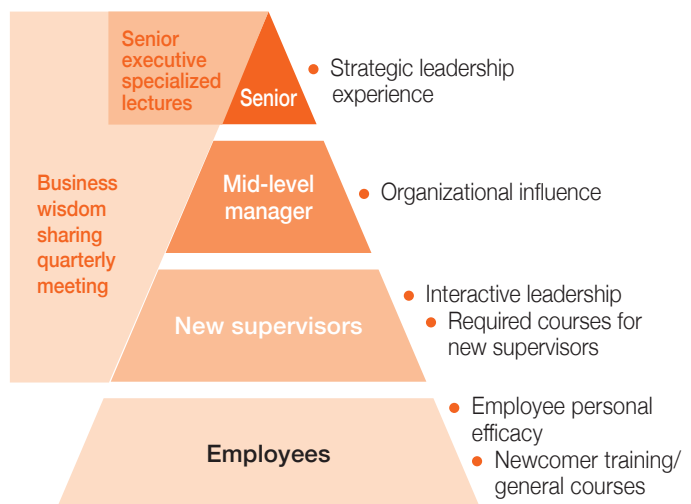 Senior
executive
specialized
lectures
Senior
• Strategic leadership
experience
Business
wisdom
sharing
quarterly
meeting
Mid-level
manager
• Organizational influence
New supervisors
• Interactive leadership
• Required courses for
new supervisors
Employees
• Employee personal
efficacy
• Newcomer training/
general courses